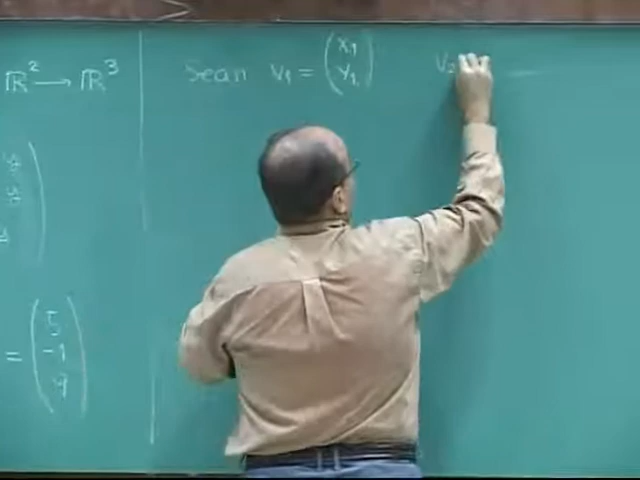 ℝ² → ℝ³
Sean v₁ = (x₁
y₁)
v₂
= (5
-1
4)